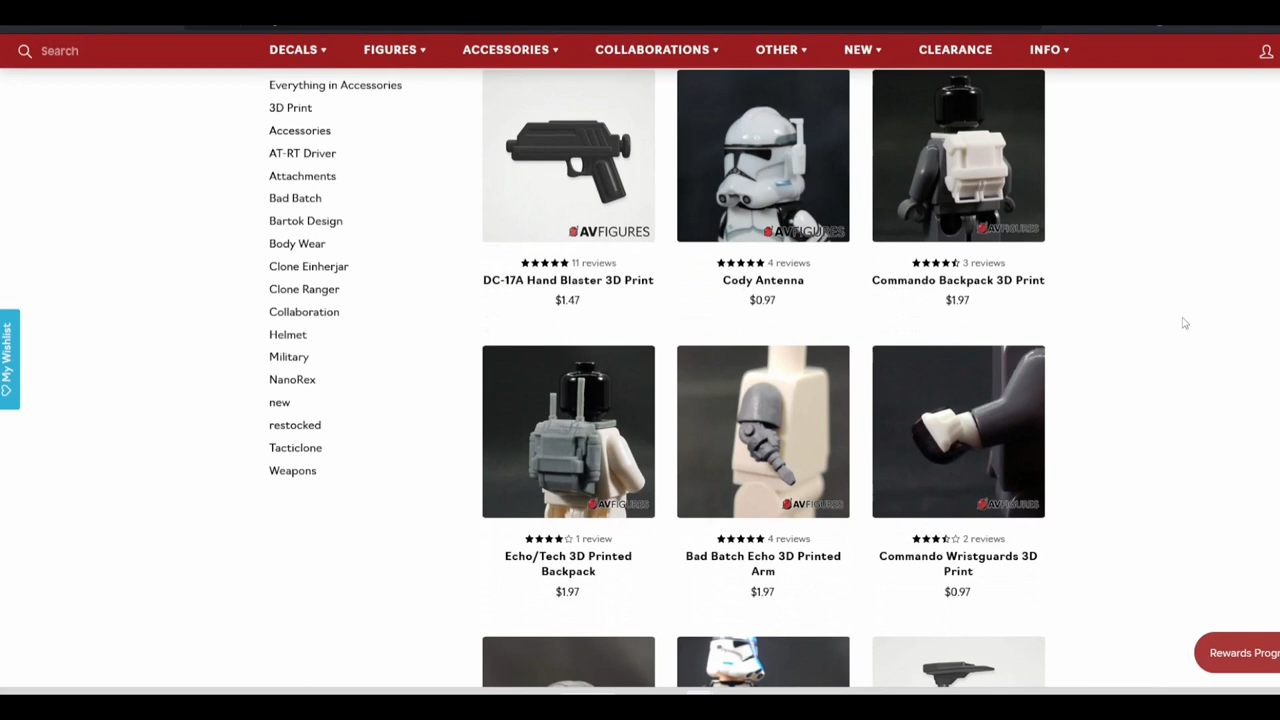 Search
DECALS ▾ FIGURES ▾ ACCESSORIES ▾ COLLABORATIONS ▾ OTHER ▾ NEW ▾ CLEARANCE INFO ▾
Everything in Accessories
3D Print
Accessories
AT-RT Driver
Attachments
Bad Batch
Bartok Design
Body Wear
Clone Einherjar
Clone Ranger
Collaboration
Helmet
Military
NanoRex
new
restocked
Tacticlone
Weapons
My Wishlist
AVFIGURES
AVFIGURES
AVFIGURES
★★★★★ 11 reviews
DC-17A Hand Blaster 3D Print
$1.47
4 reviews
Cody Antenna
$0.97
3 reviews
Commando Backpack 3D Print
$1.97
AVFIGURES
AVFIGURES
AVFIGURES
★★★★☆ 1 review
Echo/Tech 3D Printed
Backpack
$1.97
4 reviews
Bad Batch Echo 3D Printed
Arm
$1.97
2 reviews
Commando Wristguards 3D
Print
$0.97
Rewards Progr